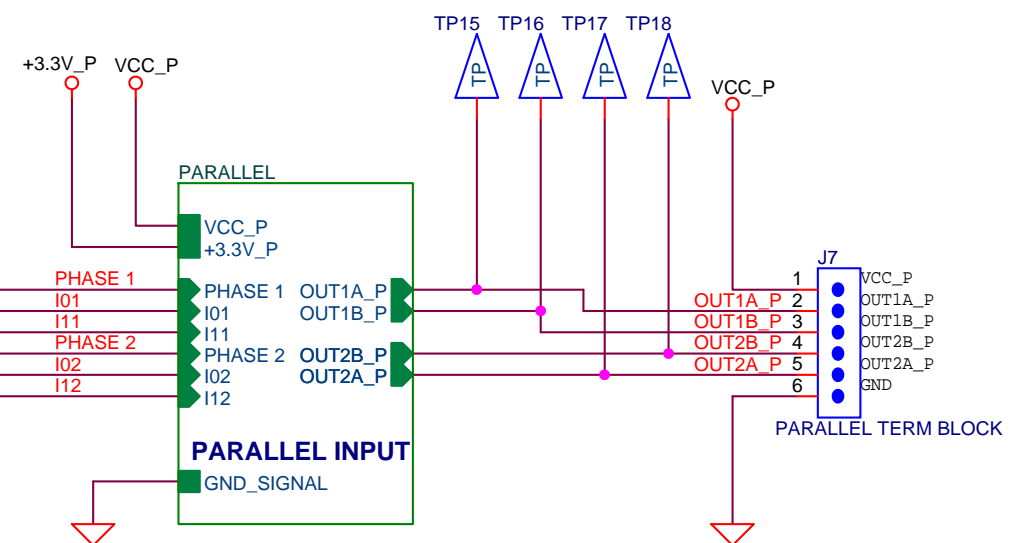 TP15 TP16 TP17 TP18
TP TP TP TP
+3.3V_P VCC_P
VCC_P
PARALLEL
VCC_P
+3.3V_P
PHASE 1 PHASE 1 OUT1A_P
I01 I01 OUT1B_P
I11 I11
PHASE 2 PHASE 2 OUT2B_P
I02 I02 OUT2A_P
I12 I12
PARALLEL INPUT
GND_SIGNAL
J7
1 VCC_P
OUT1A_P 2 OUT1A_P
OUT1B_P 3 OUT1B_P
OUT2B_P 4 OUT2B_P
OUT2A_P 5 OUT2A_P
6 GND
PARALLEL TERM BLOCK